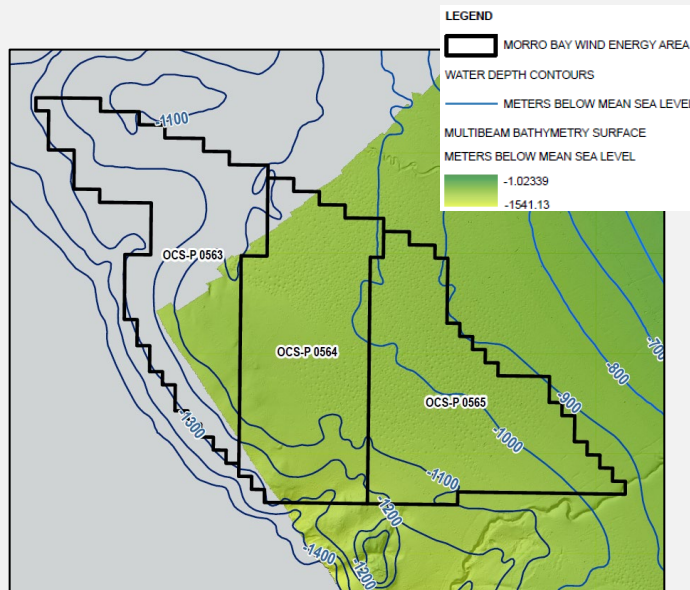 LEGEND
MORRO BAY WIND ENERGY AREA
WATER DEPTH CONTOURS
METERS BELOW MEAN SEA LEVEL
MULTIBEAM BATHYMETRY SURFACE
METERS BELOW MEAN SEA LEVEL
-1.02339
-1541.13
-1100
OCS-P 0563
OCS-P 0564
OCS-P 0565
-700
-800
-900
-1000
-1100
-1300
-1200
-1400
-1200